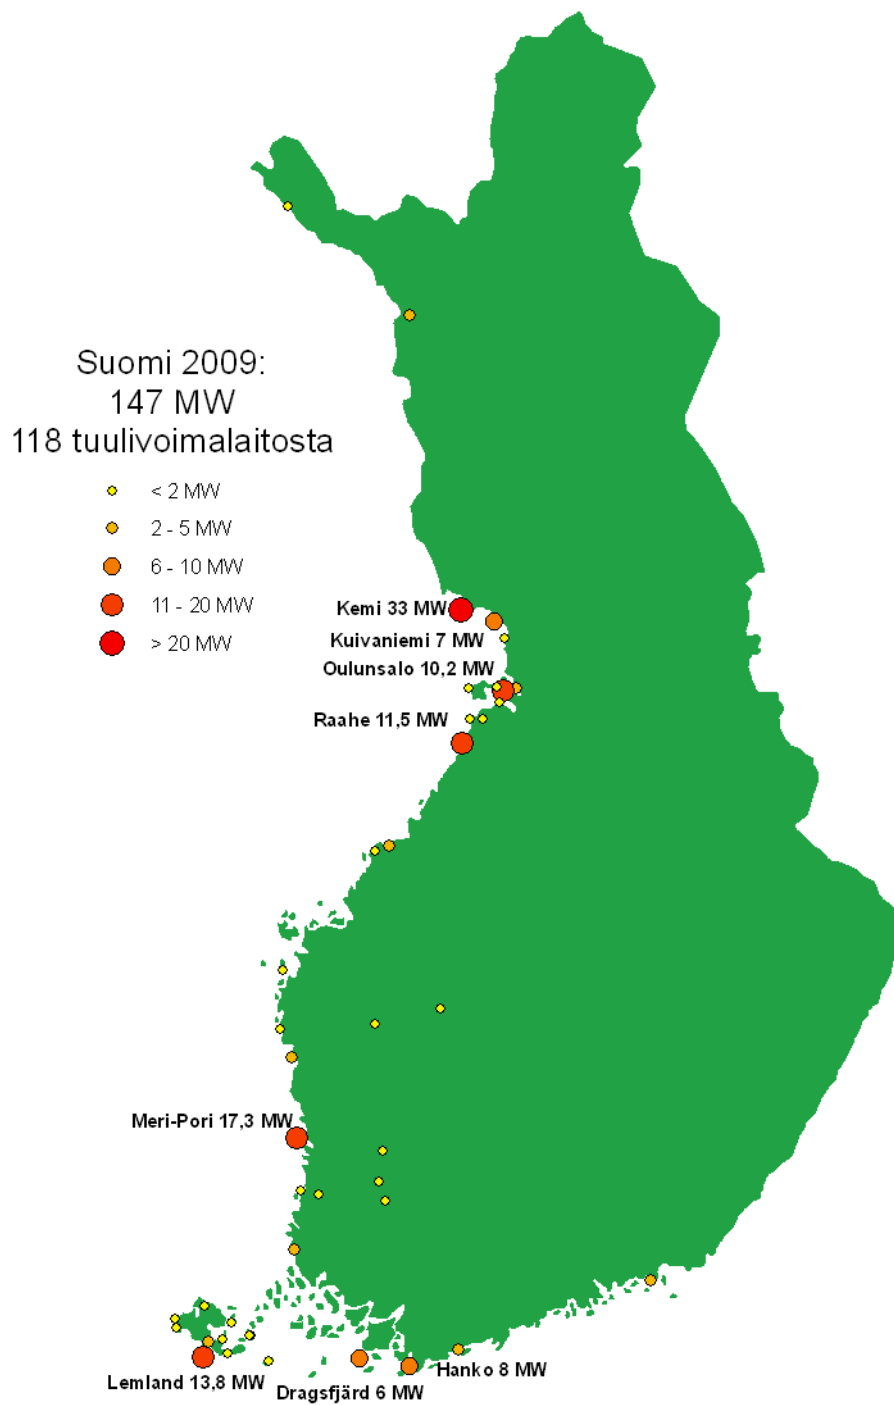 Suomi 2009:
147 MW
118 tuulivoimalaitosta
< 2 MW
2 - 5 MW
6 - 10 MW
11 - 20 MW
> 20 MW
Kemi 33 MW
Kuivaniemi 7 MW
Oulunsalo 10,2 MW
Raahe 11,5 MW
Meri-Pori 17,3 MW
Lemland 13,8 MW
Dragsfjärd 6 MW
Hanko 8 MW